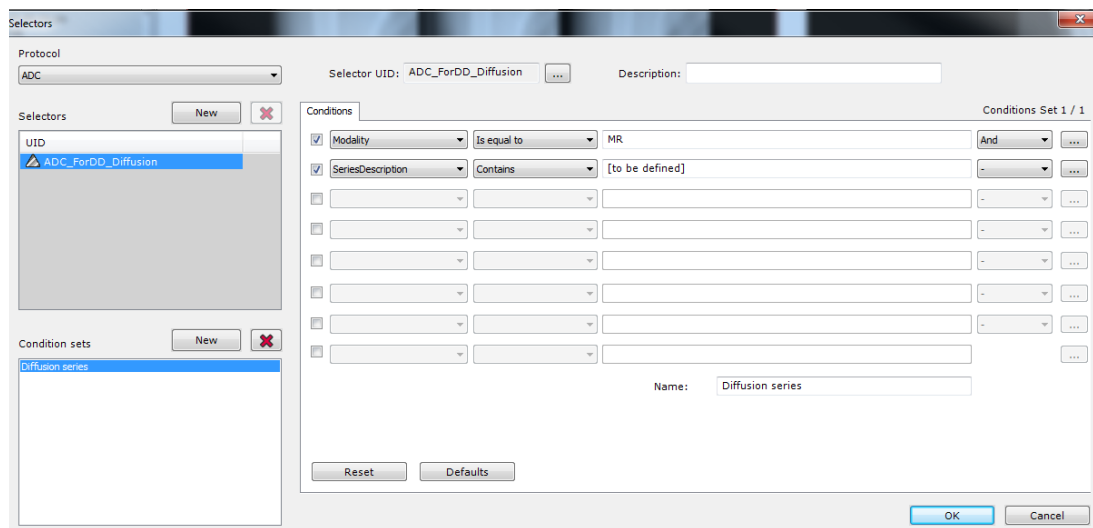 Selectors
Protocol
ADC
Selector UID: ADC_ForDD_Diffusion ... Description:
Selectors New
Conditions Conditions Set 1 / 1
UID
ADC_ForDD_Diffusion
Modality Is equal to MR And ...
SeriesDescription Contains [to be defined] - ...
- ...
- ...
- ...
- ...
- ...
...
Condition sets New
Diffusion series
Name: Diffusion series
Reset Defaults
OK Cancel